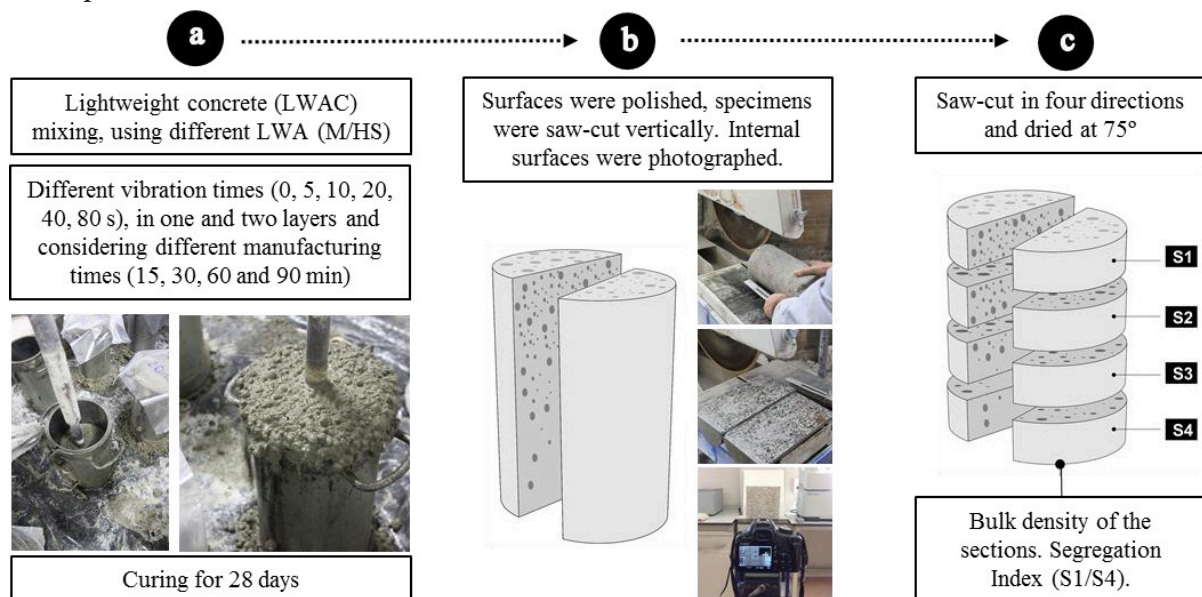 a
b
c
Lightweight concrete (LWAC)
mixing, using different LWA (M/HS)
Different vibration times (0, 5, 10, 20,
40, 80 s), in one and two layers and
considering different manufacturing
times (15, 30, 60 and 90 min)
Curing for 28 days
Surfaces were polished, specimens
were saw-cut vertically. Internal
surfaces were photographed.
Saw-cut in four directions
and dried at 75º
S1
S2
S3
S4
Bulk density of the
sections. Segregation
Index (S1/S4).